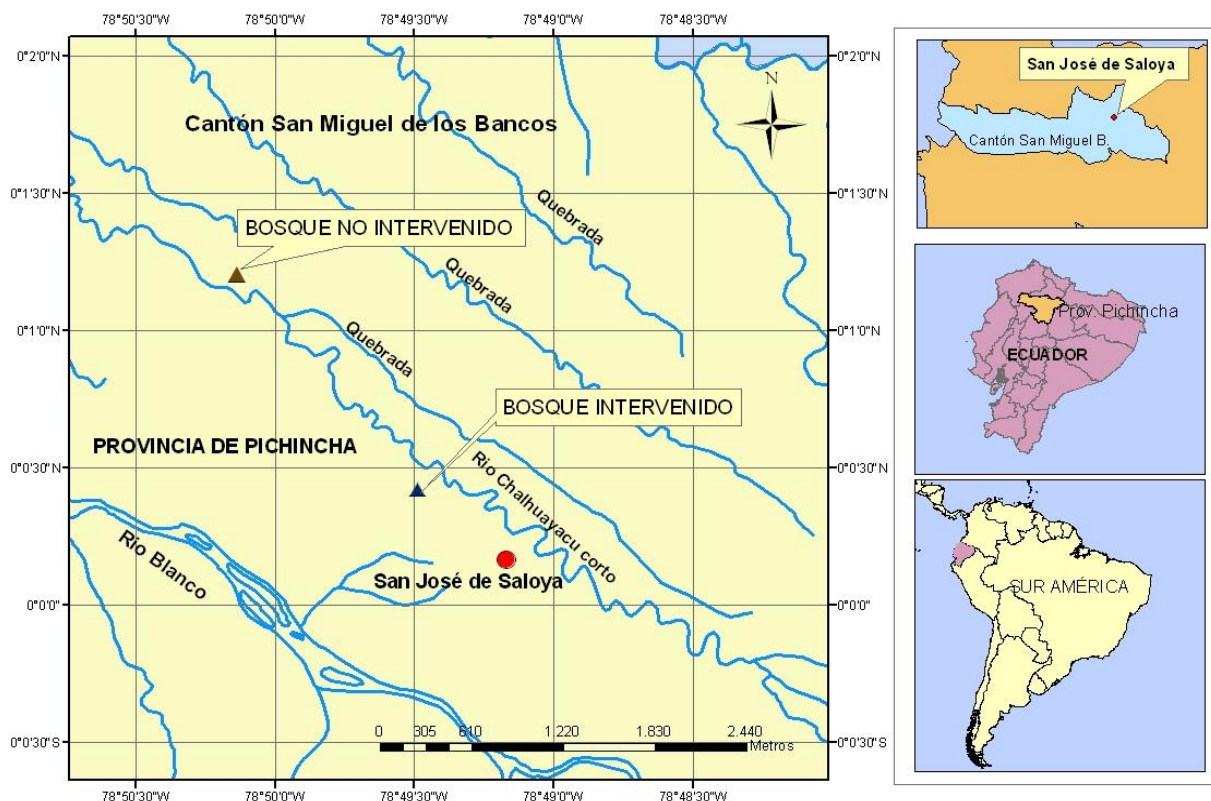 78°50'30"W 78°50'0"W 78°49'30"W 78°49'0"W 78°48'30"W
0°2'0"N 0°2'0"N
N
Cantón San Miguel de los Bancos
0°1'30"N 0°1'30"N
Quebrada
BOSQUE NO INTERVENIDO
Quebrada
0°1'0"N 0°1'0"N
Quebrada
BOSQUE INTERVENIDO
PROVINCIA DE PICHINCHA
0°0'30"N 0°0'30"N
Rio Chalhuayacu corto
Rio Blanco
San José de Saloya
0°0'0" 0°0'0"
0 305 610 1.220 1.830 2.440
Metros
0°0'30"S 0°0'30"S
78°50'30"W 78°50'0"W 78°49'30"W 78°49'0"W 78°48'30"W
San José de Saloya
Cantón San Miguel B.
Prov. Pichincha
ECUADOR
SUR AMÉRICA